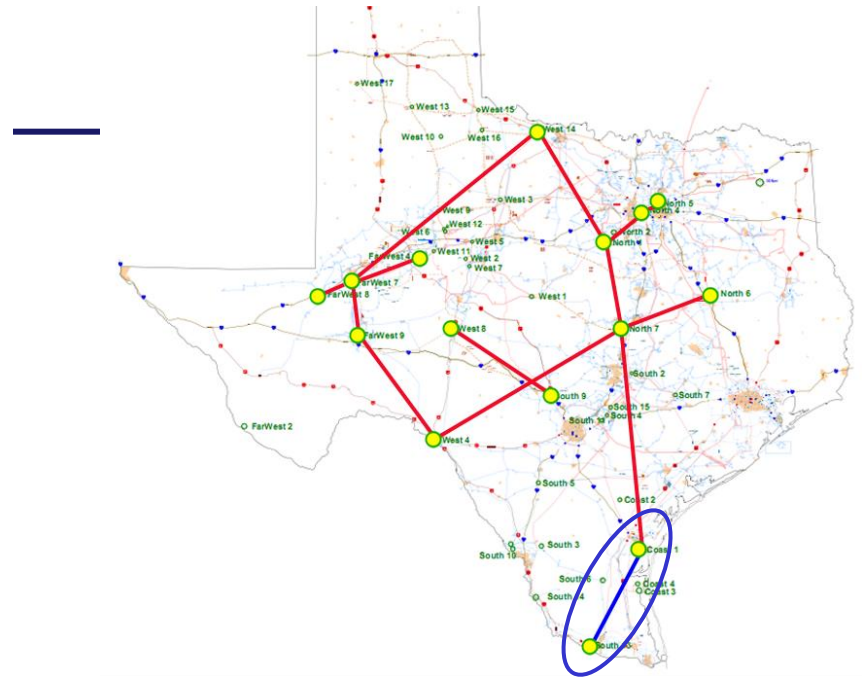 West 17
West 13
West 15
West 14
West 10
West 16
North 5
North 4
West 3
West 9
West 6
West 12
North 2
West 5
West 11
FarWest 4
West 2
West 7
FarWest 7
FarWest 8
West 1
North 6
FarWest 9
West 8
North 7
South 2
South 9
South 7
South 15
South 4
FarWest 2
West 4
South 5
Coast 2
South 3
South 10
Coast 1
South 6
Coast 4
Coast 3